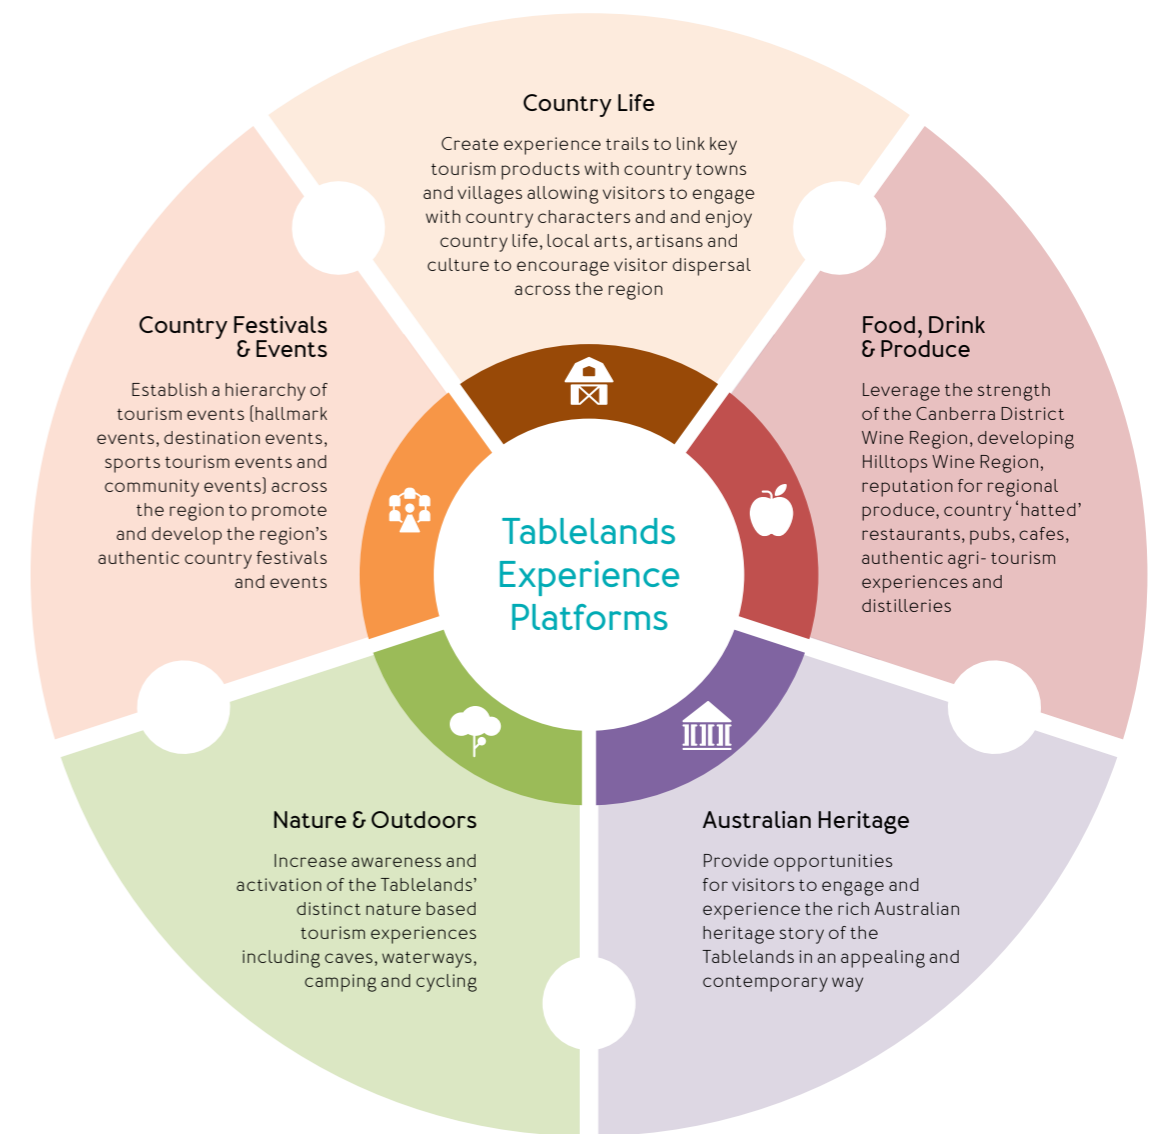 Country Life
Create experience trails to link key
tourism products with country towns
and villages allowing visitors to engage
with country characters and and enjoy
country life, local arts, artisans and
culture to encourage visitor dispersal
across the region
Food, Drink
& Produce
Leverage the strength
of the Canberra District
Wine Region, developing
Hilltops Wine Region,
reputation for regional
produce, country ‘hatted’
restaurants, pubs, cafes,
authentic agri- tourism
experiences and
distilleries
Australian Heritage
Provide opportunities
for visitors to engage and
experience the rich Australian
heritage story of the
Tablelands in an appealing and
contemporary way
Nature & Outdoors
Increase awareness and
activation of the Tablelands’
distinct nature based
tourism experiences
including caves, waterways,
camping and cycling
Country Festivals
& Events
Establish a hierarchy of
tourism events (hallmark
events, destination events,
sports tourism events and
community events) across
the region to promote
and develop the region’s
authentic country festivals
and events
Tablelands
Experience
Platforms